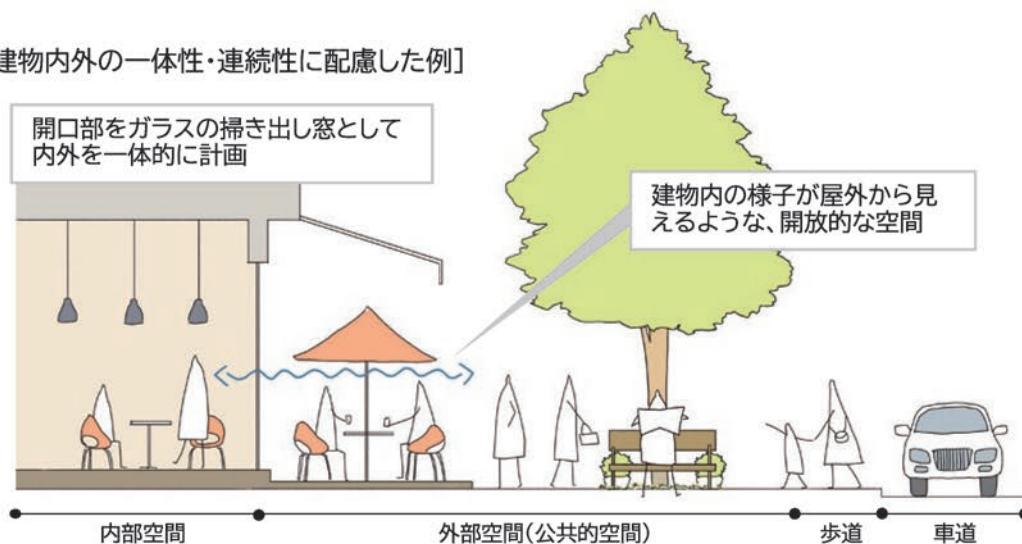 建物内外の一体性・連続性に配慮した例］
開口部をガラスの掃き出し窓として
内外を一体的に計画
建物内の様子が屋外から見
えるような、開放的な空間
内部空間
外部空間(公共的空間)
歩道
車道